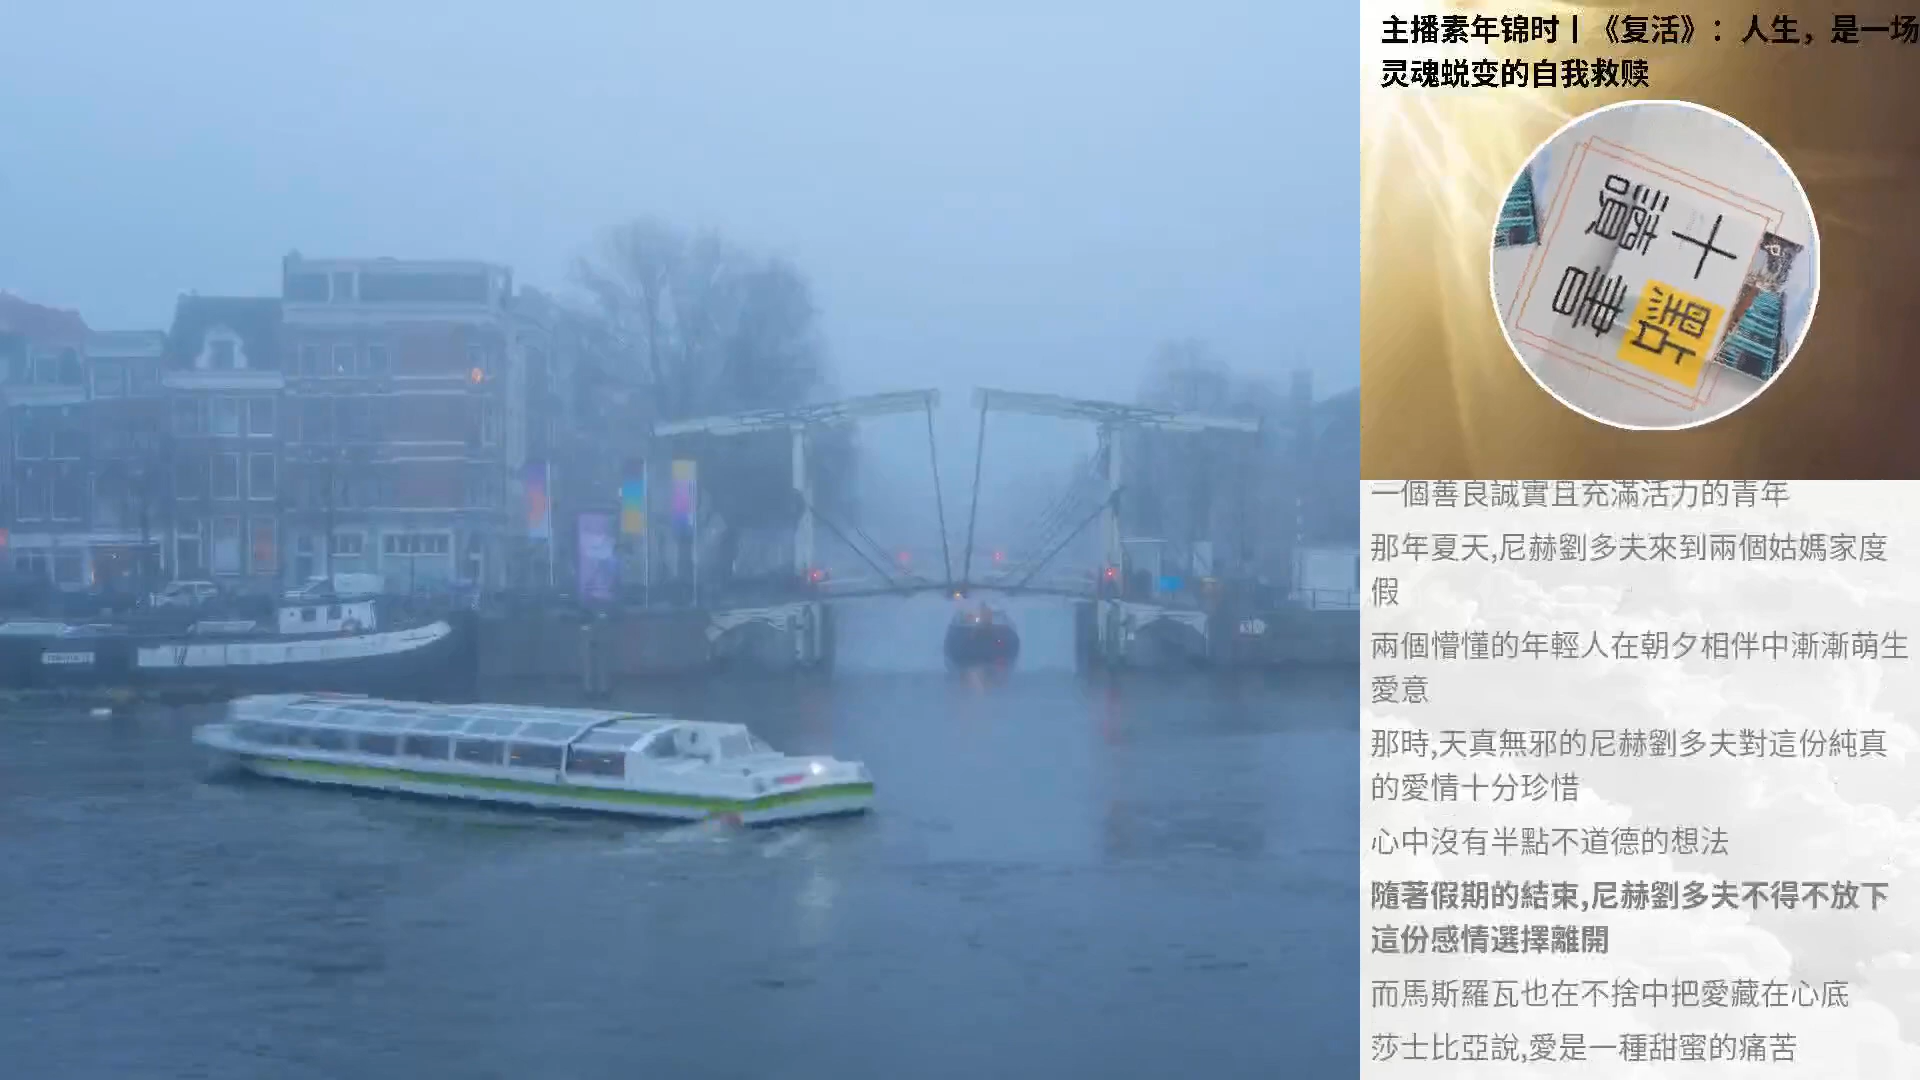 主播素年锦时丨《复活》：人生，是一场
灵魂蜕变的自我救赎
十點
讀書
一個善良誠實且充滿活力的青年
那年夏天,尼赫劉多夫來到兩個姑媽家度
假
兩個懵懂的年輕人在朝夕相伴中漸漸萌生
愛意
那時,天真無邪的尼赫劉多夫對這份純真
的愛情十分珍惜
心中沒有半點不道德的想法
隨著假期的結束,尼赫劉多夫不得不放下
這份感情選擇離開
而馬斯羅瓦也在不捨中把愛藏在心底
莎士比亞說,愛是一種甜蜜的痛苦